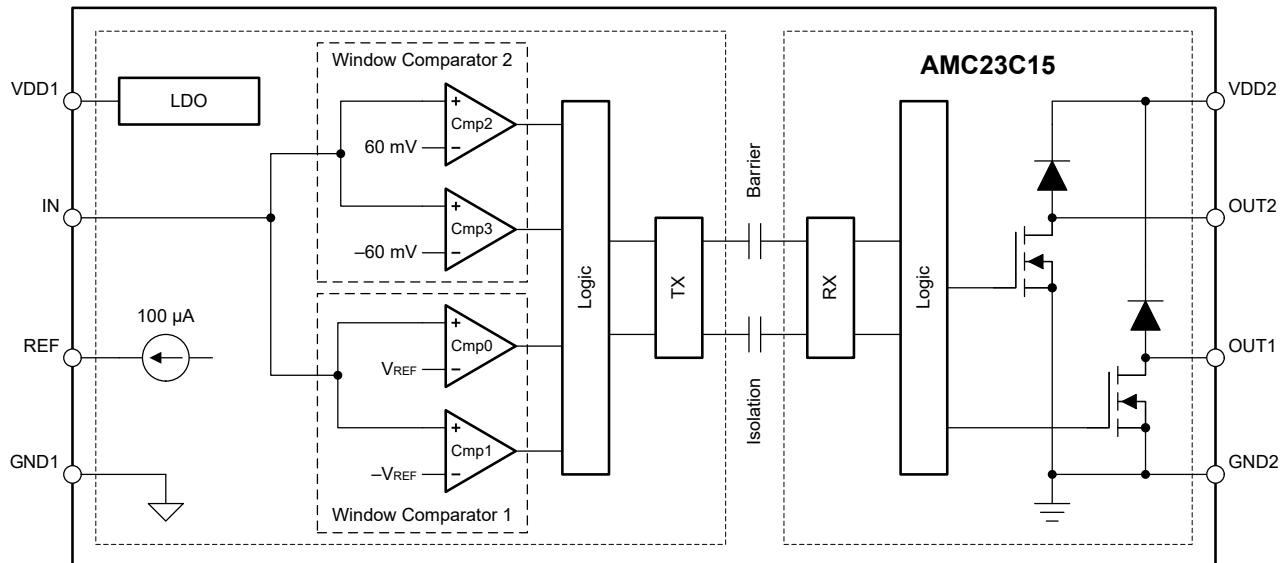 Window Comparator 2
AMC23C15
VDD1
LDO
VDD2
+
Cmp2
60 mV
–
Barrier
IN
+
Cmp3
–60 mV
–
OUT2
Logic
TX
RX
Logic
100 µA
REF
+
Cmp0
VREF
–
OUT1
Isolation
+
Cmp1
–VREF
–
GND1
GND2
Window Comparator 1